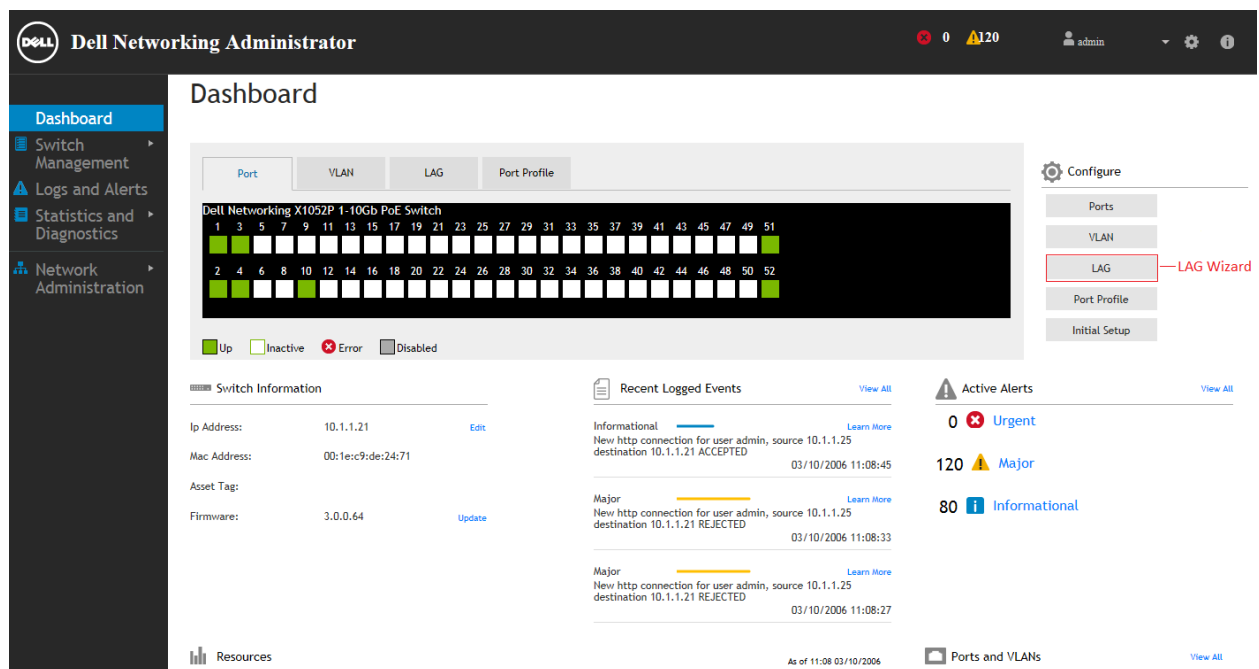 DELL
Dell Networking Administrator
0
120
admin
Dashboard
Dashboard
Switch
Management
Logs and Alerts
Statistics and
Diagnostics
Network
Administration
Port
VLAN
LAG
Port Profile
Dell Networking X1052P 1-10Gb PoE Switch
1 3 5 7 9 11 13 15 17 19 21 23 25 27 29 31 33 35 37 39 41 43 45 47 49 51
2 4 6 8 10 12 14 16 18 20 22 24 26 28 30 32 34 36 38 40 42 44 46 48 50 52
Up
Inactive
Error
Disabled
Configure
Ports
VLAN
LAG
LAG Wizard
Port Profile
Initial Setup
Switch Information
Ip Address: 10.1.1.21 Edit
Mac Address: 00:1e:c9:de:24:71
Asset Tag:
Firmware: 3.0.0.64 Update
Recent Logged Events View All
Informational Learn More
New http connection for user admin, source 10.1.1.25
destination 10.1.1.21 ACCEPTED
03/10/2006 11:08:45
Major Learn More
New http connection for user admin, source 10.1.1.25
destination 10.1.1.21 REJECTED
03/10/2006 11:08:33
Major Learn More
New http connection for user admin, source 10.1.1.25
destination 10.1.1.21 REJECTED
03/10/2006 11:08:27
Active Alerts View All
0 Urgent
120 Major
80 Informational
Resources As of 11:08 03/10/2006
Ports and VLANs View All